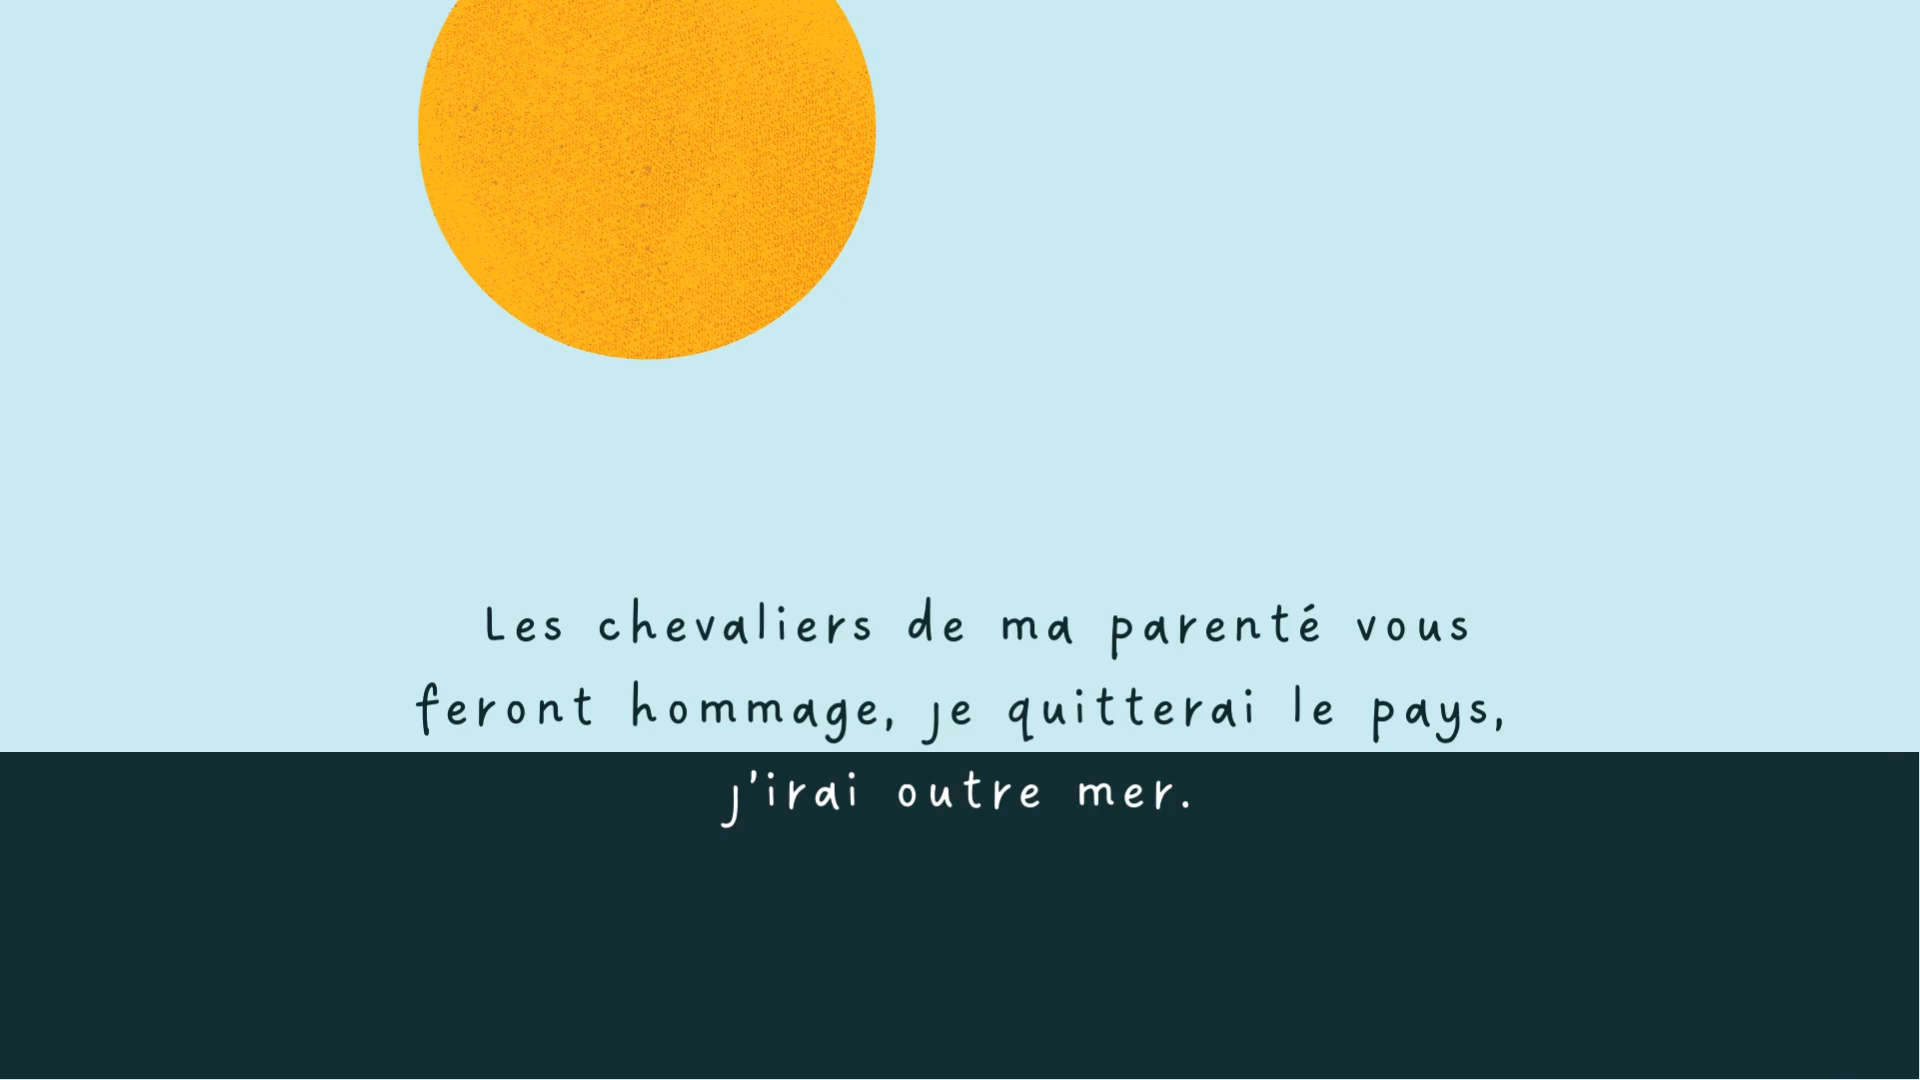 Les chevaliers de ma parenté vous
feront hommage, je quitterai le pays,
j'irai outre mer.